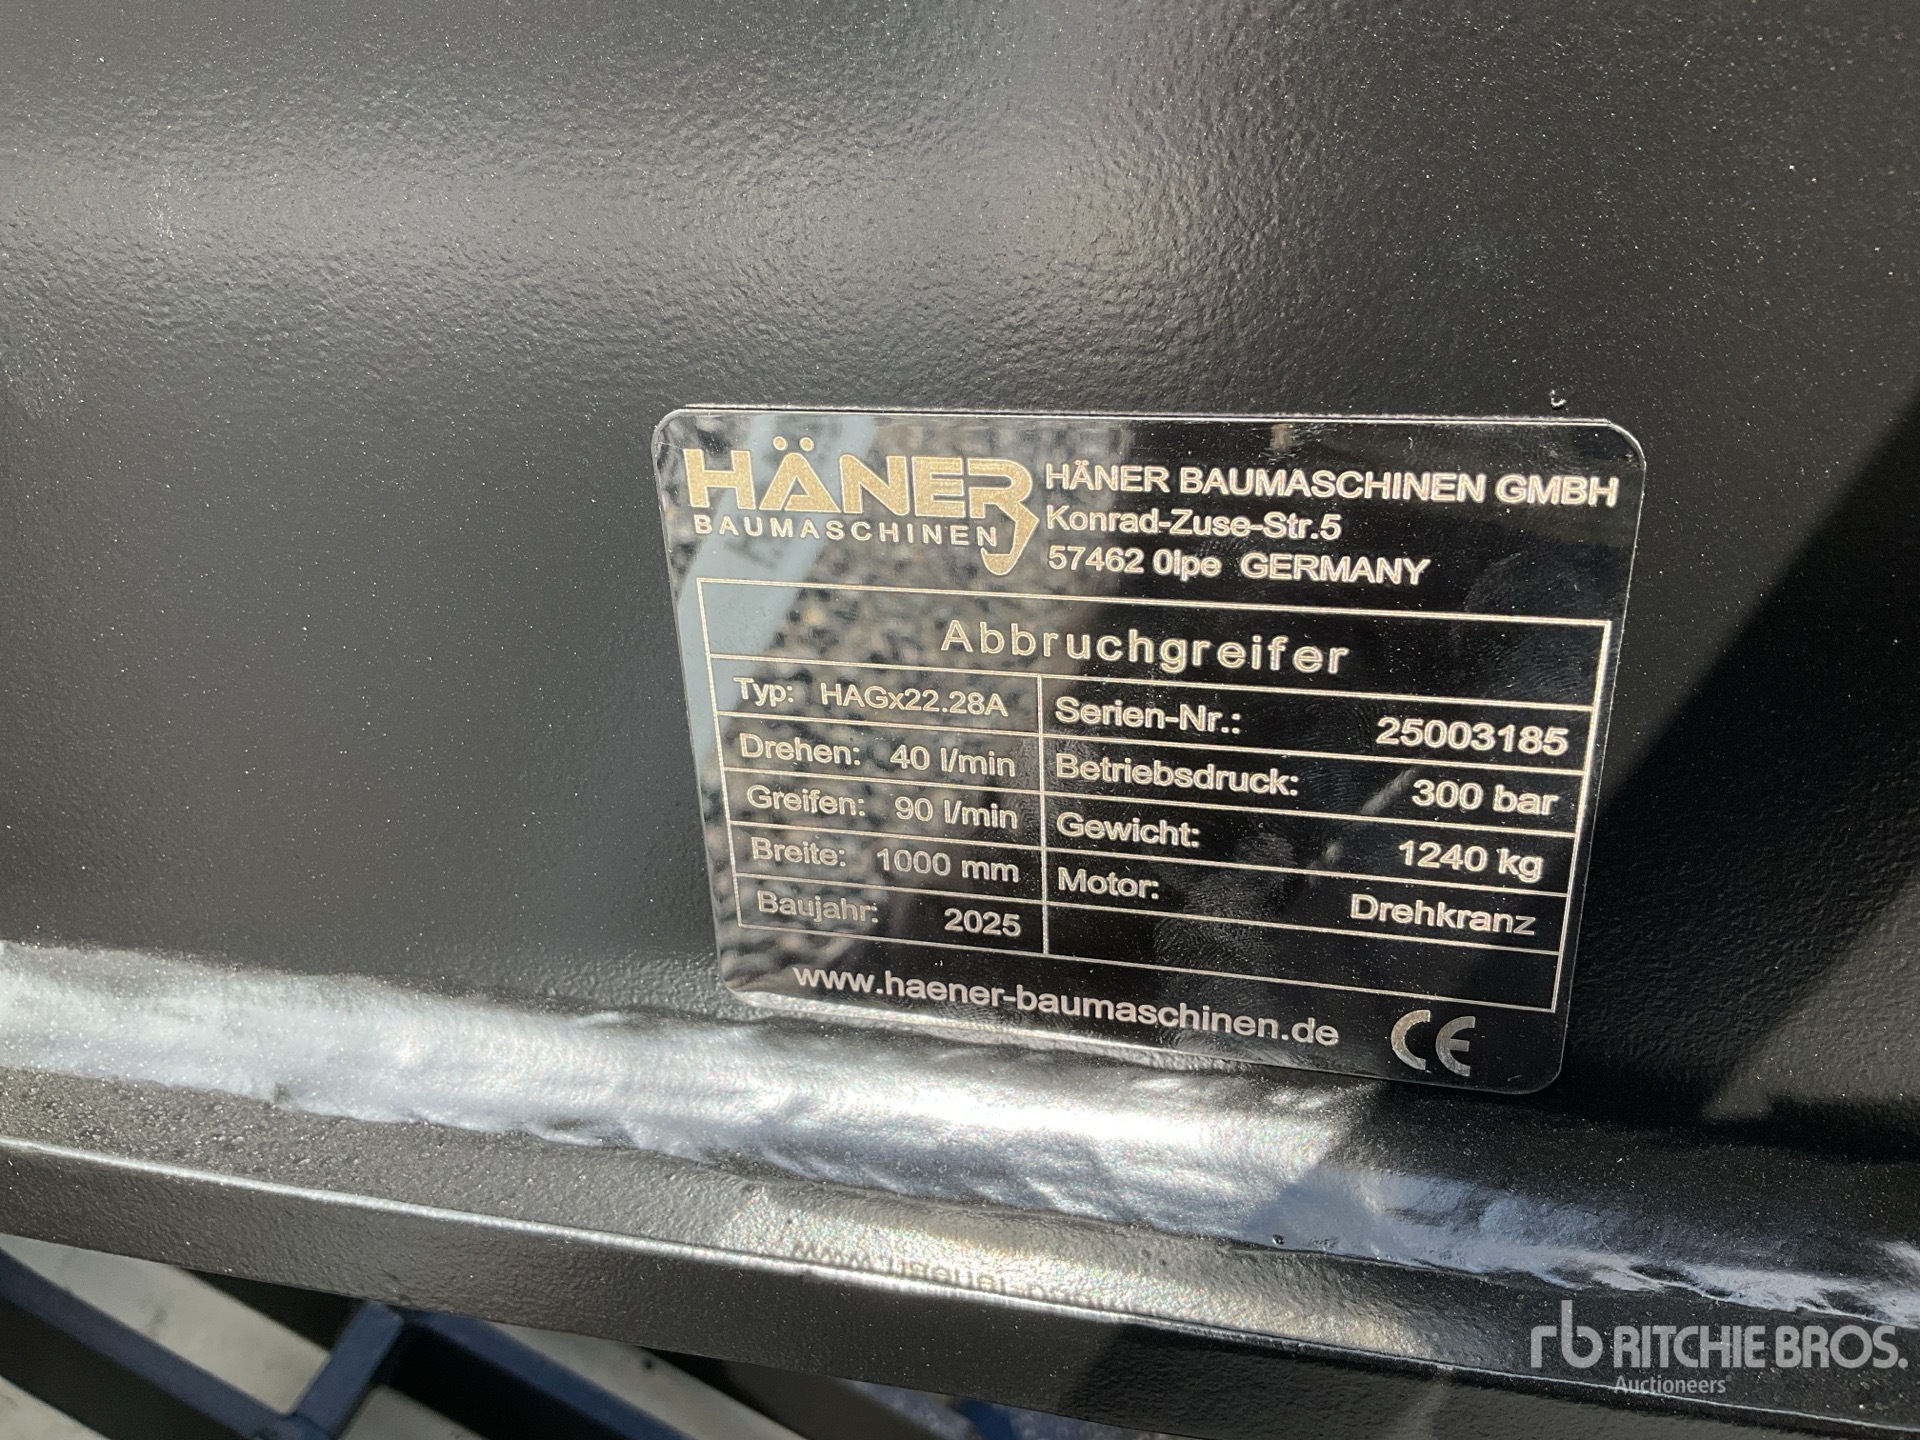 HÄNER
BAUMASCHINEN
HÄNER BAUMASCHINEN GMBH
Konrad-Zuse-Str.5
57462 Olpe GERMANY
Abbruchgreifer
Typ: HAGx22.28A
Serien-Nr.: 25003185
Drehen: 40 l/min
Betriebsdruck: 300 bar
Greifen: 90 l/min
Gewicht: 1240 kg
Breite: 1000 mm
Motor: Drehkranz
Baujahr: 2025
www.haener-baumaschinen.de
CE
rb RITCHIE BROS.
Auctioneers